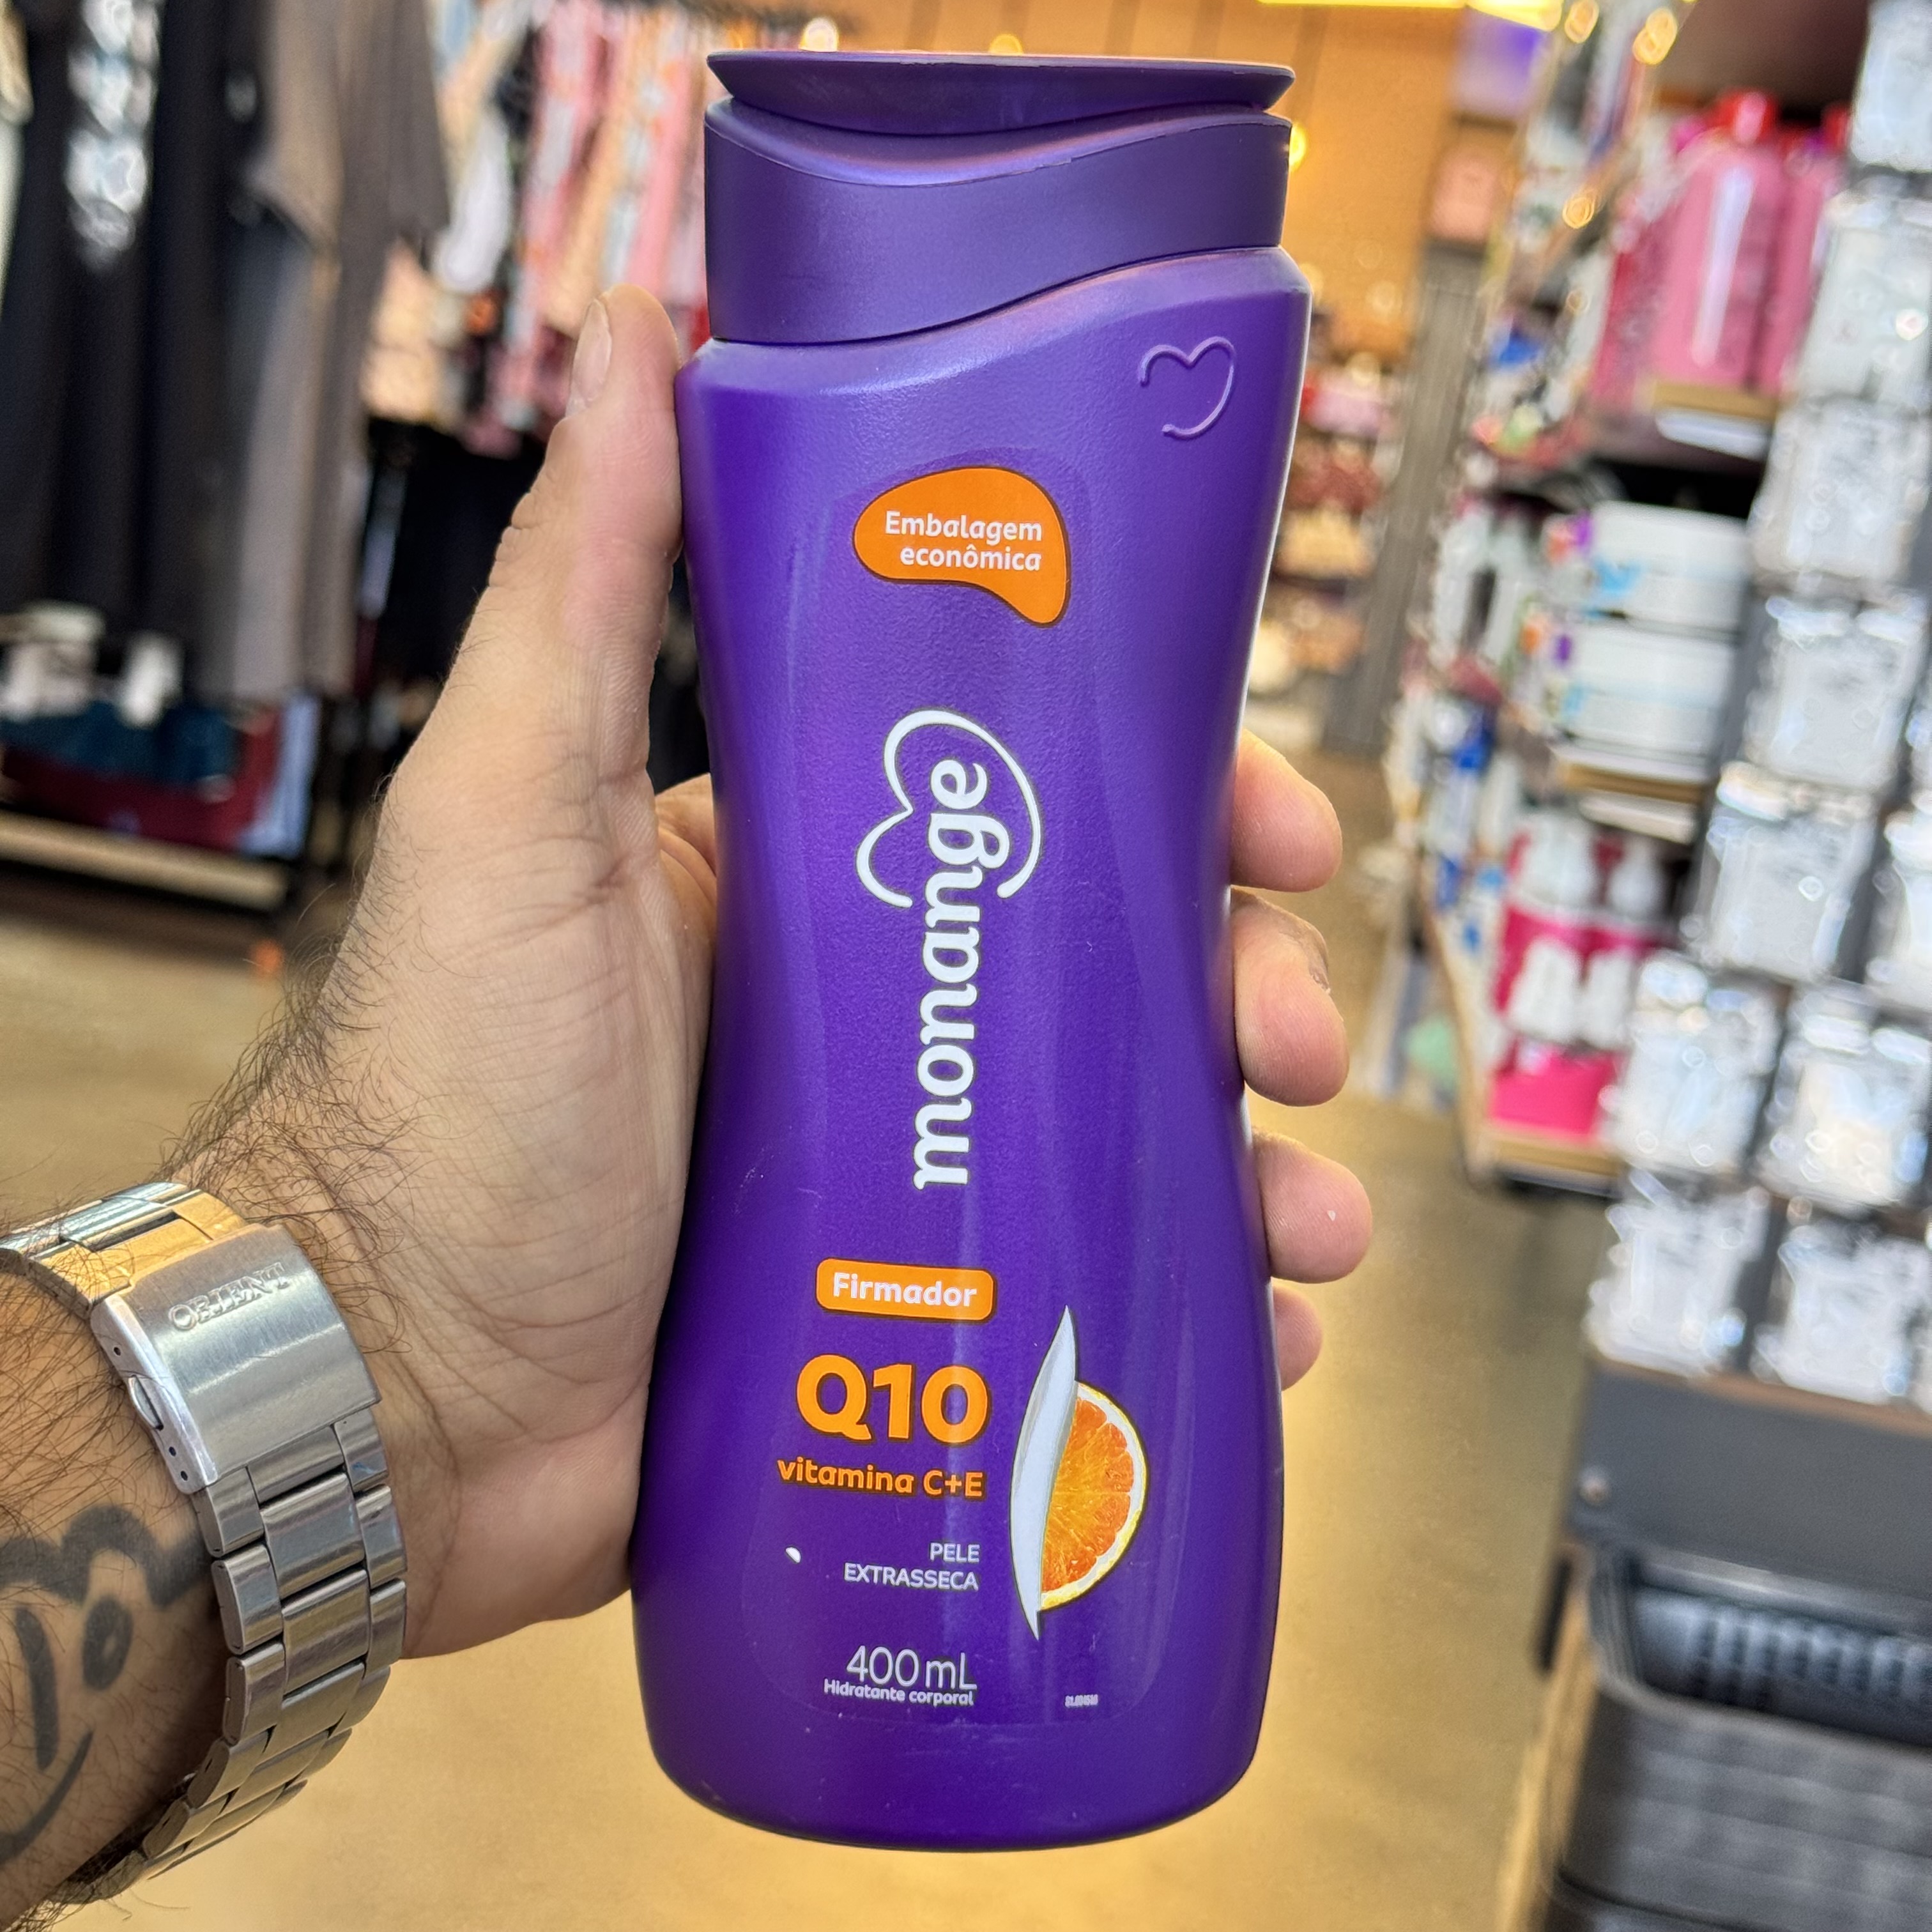 Embalagem
econômica
monange
Firmador
Q10
vitamina C+E
PELE
EXTRASSECA
400 mL
Hidratante corporal
ORIENT